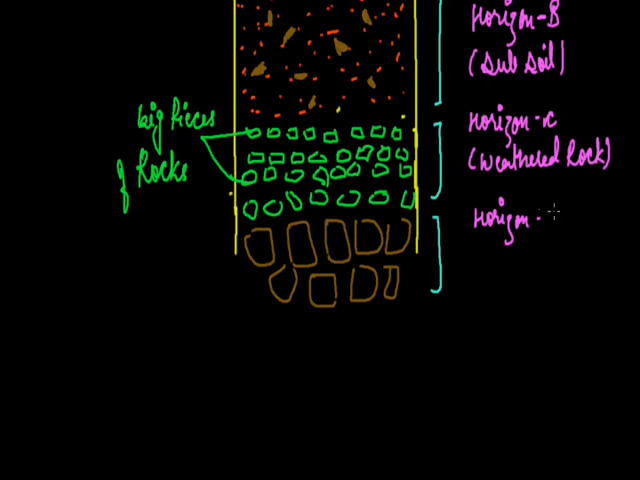 Horizon-B
(Sub Soil)
big Pieces
of Rocks
Horizon-C
(Weathered Rock)
Horizon -